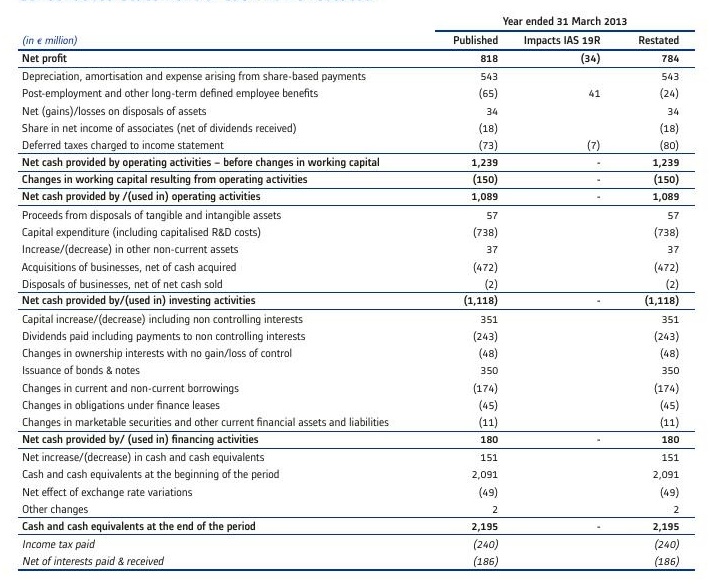 Year ended 31 March 2013
(in € million) Published Impacts IAS 19R Restated
Net profit 818 (34) 784
Depreciation, amortisation and expense arising from share-based payments 543 543
Post-employment and other long-term defined employee benefits (65) 41 (24)
Net (gains)/losses on disposals of assets 34 34
Share in net income of associates (net of dividends received) (18) (18)
Deferred taxes charged to income statement (73) (7) (80)
Net cash provided by operating activities – before changes in working capital 1,239 - 1,239
Changes in working capital resulting from operating activities (150) - (150)
Net cash provided by /(used in) operating activities 1,089 - 1,089
Proceeds from disposals of tangible and intangible assets 57 57
Capital expenditure (including capitalised R&D costs) (738) (738)
Increase/(decrease) in other non-current assets 37 37
Acquisitions of businesses, net of cash acquired (472) (472)
Disposals of businesses, net of net cash sold (2) (2)
Net cash provided by/(used in) investing activities (1,118) - (1,118)
Capital increase/(decrease) including non controlling interests 351 351
Dividends paid including payments to non controlling interests (243) (243)
Changes in ownership interests with no gain/loss of control (48) (48)
Issuance of bonds & notes 350 350
Changes in current and non-current borrowings (174) (174)
Changes in obligations under finance leases (45) (45)
Changes in marketable securities and other current financial assets and liabilities (11) (11)
Net cash provided by/ (used in) financing activities 180 - 180
Net increase/(decrease) in cash and cash equivalents 151 151
Cash and cash equivalents at the beginning of the period 2,091 2,091
Net effect of exchange rate variations (49) (49)
Other changes 2 2
Cash and cash equivalents at the end of the period 2,195 - 2,195
Income tax paid (240) (240)
Net of interests paid & received (186) (186)